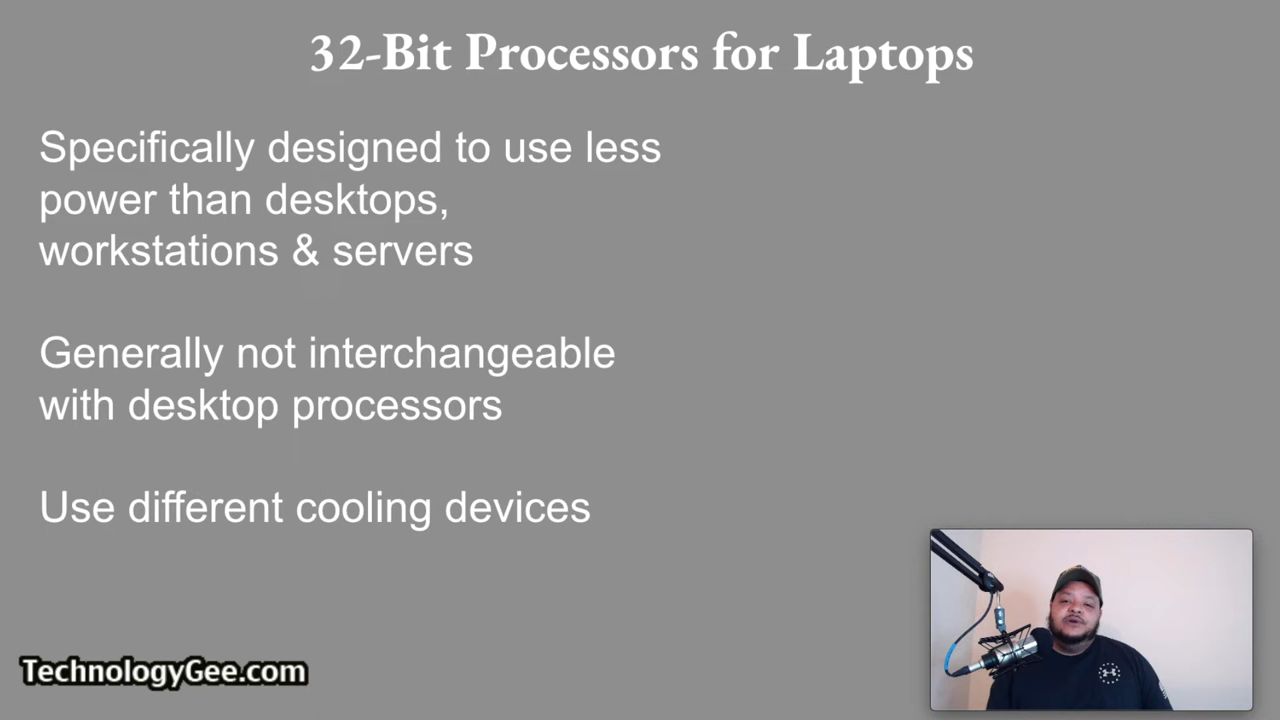 32-Bit Processors for Laptops
Specifically designed to use less
power than desktops,
workstations & servers
Generally not interchangeable
with desktop processors
Use different cooling devices
TechnologyGee.com